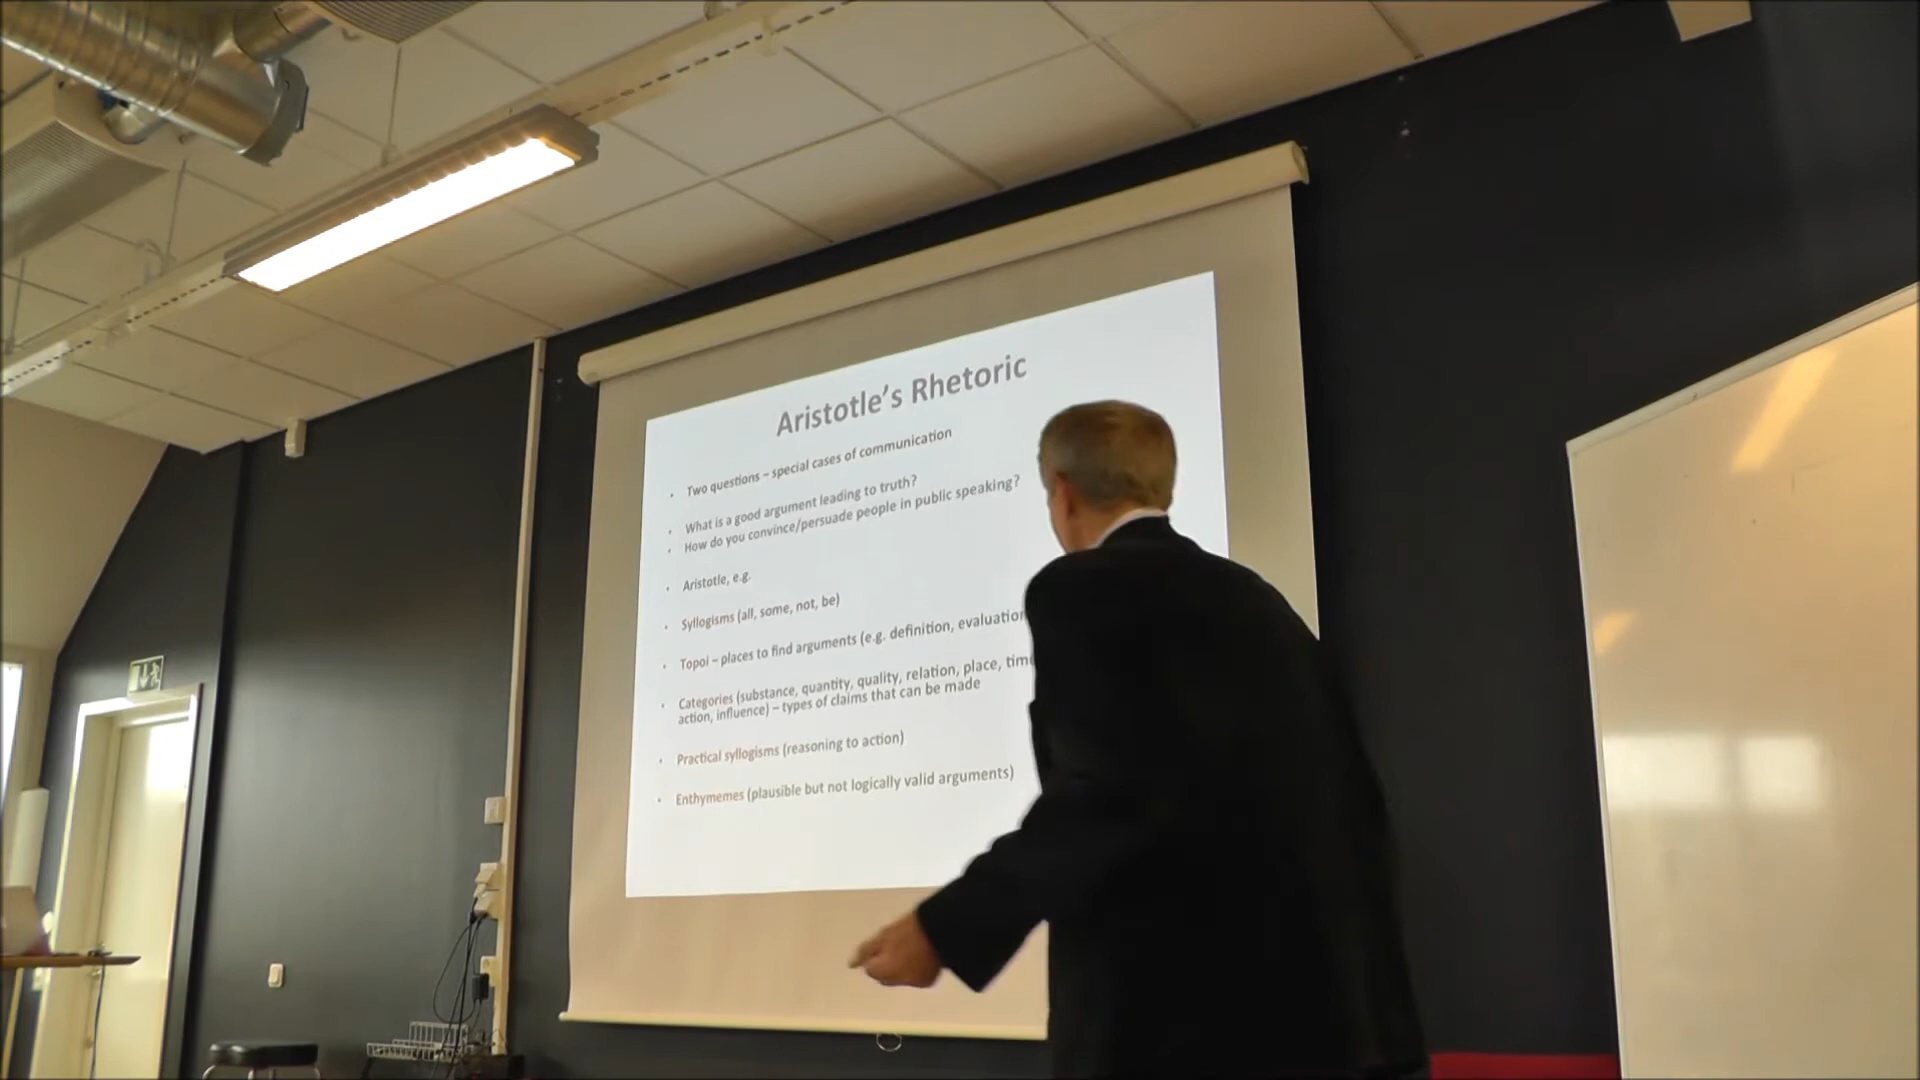 Aristotle's Rhetoric
• Two questions – special cases of communication
• What is a good argument leading to truth?
• How do you convince/persuade people in public speaking?
• Aristotle, e.g.
• Syllogisms (all, some, not, be)
• Topoi – places to find arguments (e.g. definition, evaluation
• Categories (substance, quantity, quality, relation, place, time
action, influence) – types of claims that can be made
• Practical syllogisms (reasoning to action)
• Enthymemes (plausible but not logically valid arguments)